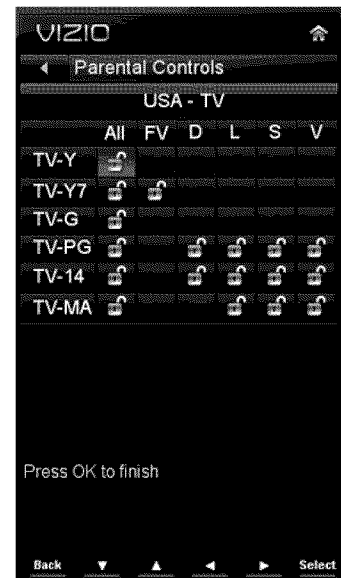 VIZIO
Parental Controls
USA - TV
All FV D L S V
TV-Y
TV-Y7
TV-G
TV-PG
TV-14
TV-MA
Press OK to finish
Back Select